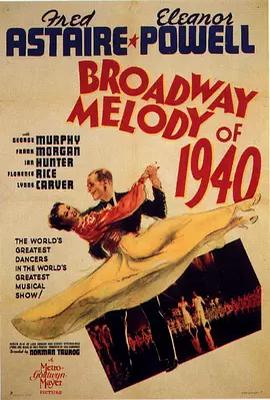 Fred Eleanor
ASTAIRE★POWELL
BROADWAY
MELODY OF
1940
with
GEORGE MURPHY
FRANK MORGAN
IAN HUNTER
FLORENCE RICE
LYNNE CARVER
THE WORLD'S
GREATEST
DANCERS
IN THE WORLD'S
GREATEST
MUSICAL
SHOW!
Directed by NORMAN TAUROG
A
Metro-
Goldwyn-
Mayer
PICTURE